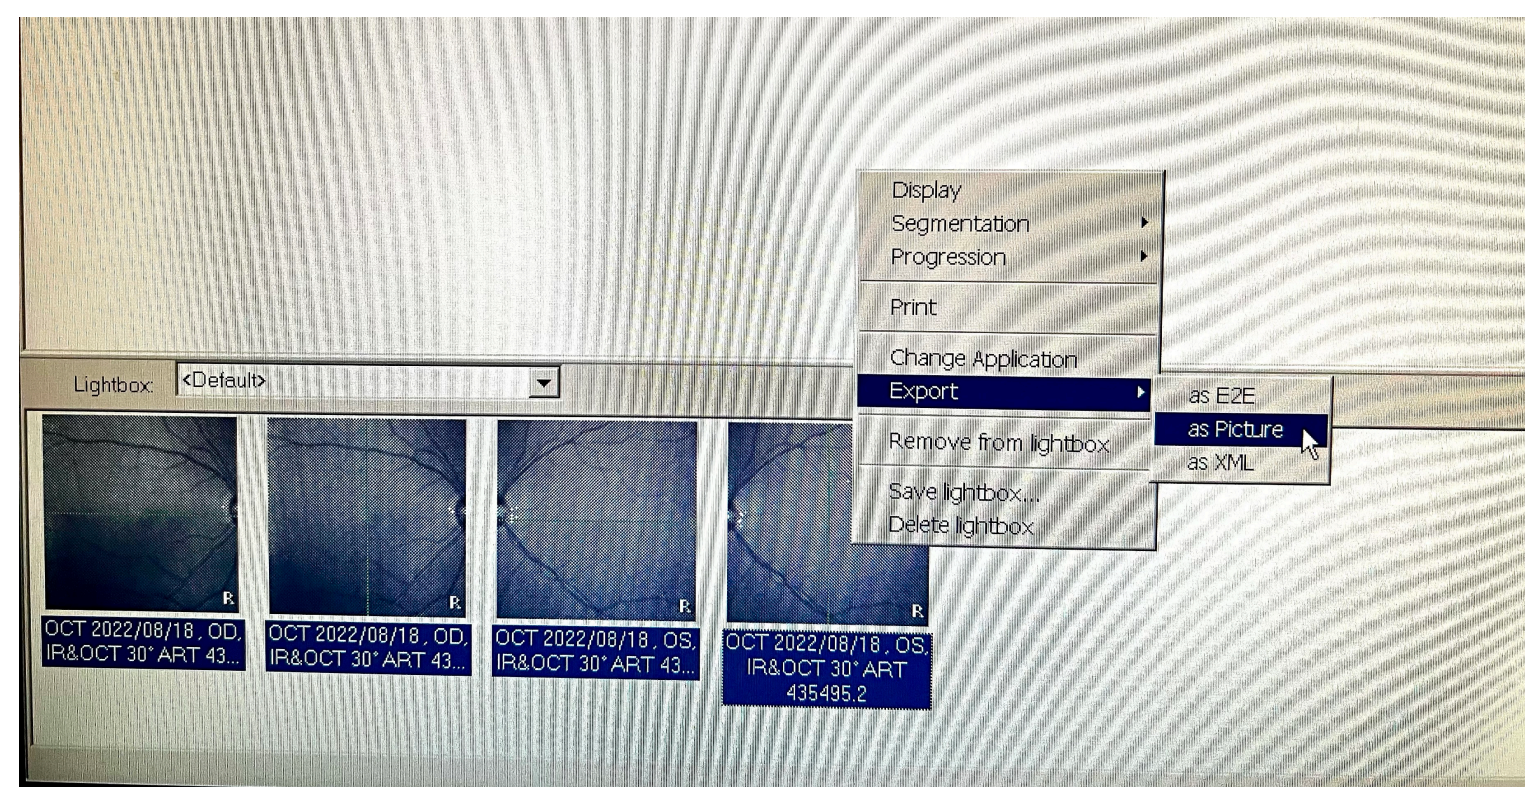 Display
Segmentation
Progression
Print
Change Application
Export
as E2E
as Picture
as XML
Remove from lightbox
Save lightbox...
Delete lightbox
Lightbox:
<Default>
R
R
R
R
OCT 2022/08/18, OD,
IR&OCT 30° ART 43...
OCT 2022/08/18, OD,
IR&OCT 30° ART 43...
OCT 2022/08/18, OS,
IR&OCT 30° ART 43...
OCT 2022/08/18, OS,
IR&OCT 30° ART
435495.2